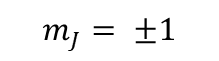 m_J = ±1